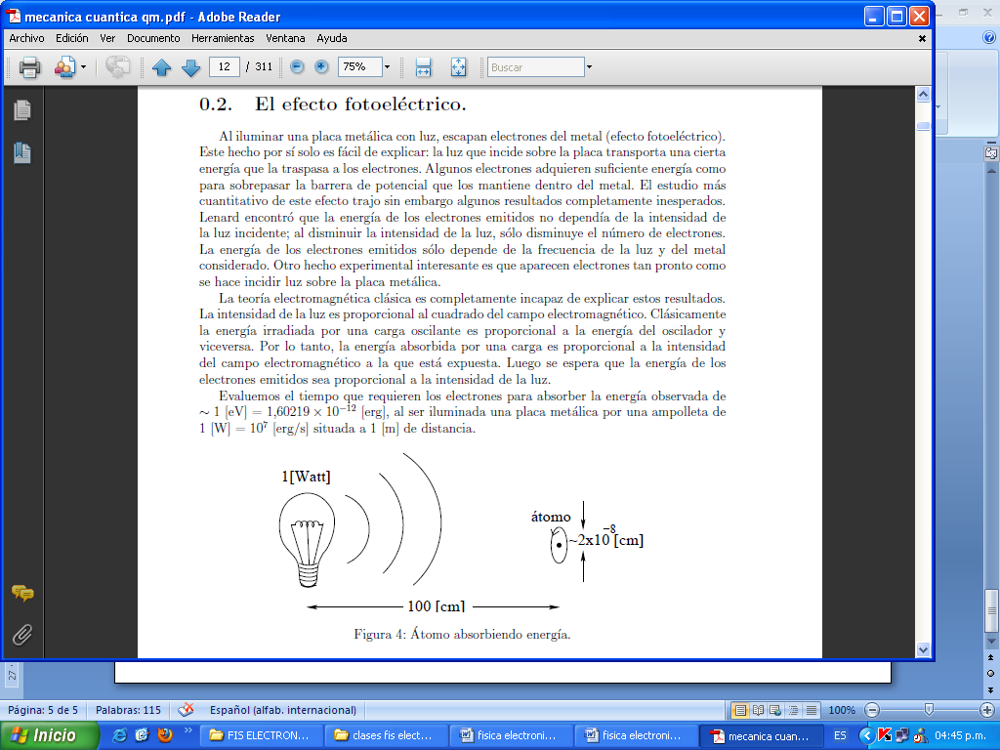 mecanica cuantica qm.pdf - Adobe Reader
Archivo Edición Ver Documento Herramientas Ventana Ayuda
12 / 311 75% Buscar
0.2. El efecto fotoeléctrico.
Al iluminar una placa metálica con luz, escapan electrones del metal (efecto fotoeléctrico).
Este hecho por sí solo es fácil de explicar: la luz que incide sobre la placa transporta una cierta
energía que la traspasa a los electrones. Algunos electrones adquieren suficiente energía como
para sobrepasar la barrera de potencial que los mantiene dentro del metal. El estudio más
cuantitativo de este efecto trajo sin embargo algunos resultados completamente inesperados.
Lenard encontró que la energía de los electrones emitidos no dependía de la intensidad de
la luz incidente; al disminuir la intensidad de la luz, sólo disminuye el número de electrones.
La energía de los electrones emitidos sólo depende de la frecuencia de la luz y del metal
considerado. Otro hecho experimental interesante es que aparecen electrones tan pronto como
se hace incidir luz sobre la placa metálica.
La teoría electromagnética clásica es completamente incapaz de explicar estos resultados.
La intensidad de la luz es proporcional al cuadrado del campo electromagnético. Clásicamente
la energía irradiada por una carga oscilante es proporcional a la energía del oscilador y
viceversa. Por lo tanto, la energía absorbida por una carga es proporcional a la intensidad
del campo electromagnético a la que está expuesta. Luego se espera que la energía de los
electrones emitidos sea proporcional a la intensidad de la luz.
Evaluemos el tiempo que requieren los electrones para absorber la energía observada de
∼ 1 [eV] = 1,60219 × 10⁻¹² [erg], al ser iluminada una placa metálica por una ampolleta de
1 [W] = 10⁷ [erg/s] situada a 1 [m] de distancia.
1[Watt]
átomo
~2x10⁻⁸[cm]
100 [cm]
Figura 4: Átomo absorbiendo energía.
27
Página: 5 de 5 Palabras: 115 Español (alfab. internacional) 100%
Inicio FIS ELECTRON... clases fis elect... fisica electroni... fisica electroni... mecanica cuan... ES 04:45 p.m.